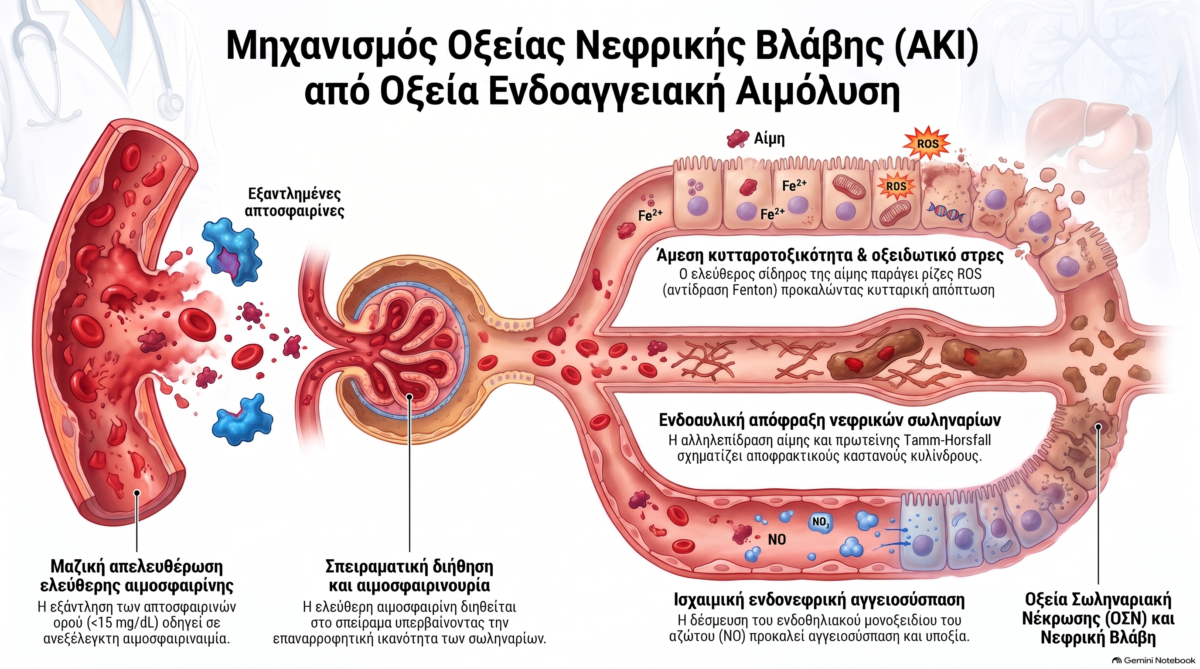 Μηχανισμός Οξείας Νεφρικής Βλάβης (AKI)
από Οξεία Ενδοαγγειακή Αιμόλυση
Εξαντλημένες
απτοσφαιρίνες
Αίμη
ROS
Fe²⁺
Fe²⁺
Fe²⁺
RDS
Άμεση κυτταροτοξικότητα & οξειδωτικό στρες
Ο ελεύθερος σίδηρος της αίμης παράγει ρίζες ROS
(αντίδραση Fenton) προκαλώντας κυτταρική απόπτωση
Ενδοαυλική απόφραξη νεφρικών σωληναρίων
Η αλληλεπίδραση αίμης και πρωτεΐνης Tamm-Horsfall
σχηματίζει αποφρακτικούς καστανούς κυλίνδρους.
NO
NO₂
Μαζική απελευθέρωση
ελεύθερης αιμοσφαιρίνης
Η εξάντληση των απτοσφαιρινών
ορού (<15 mg/dL) οδηγεί σε
ανεξέλεγκτη αιμοσφαιριναιμία.
Σπειραματική διήθηση
και αιμοσφαιρινουρία
Η ελεύθερη αιμοσφαιρίνη διηθείται
στο σπείραμα υπερβαίνοντας την
επαναρροφητική ικανότητα των σωληναρίων.
Ισχαιμική ενδονεφρική αγγειοσύσπαση
Η δέσμευση του ενδοθηλιακού μονοξειδίου του
αζώτου (NO) προκαλεί αγγειοσύσπαση και υποξία.
Οξεία Σωληναριακή
Νέκρωσης (ΟΣΝ) και
Νεφρική Βλάβη
Gemini Notebook